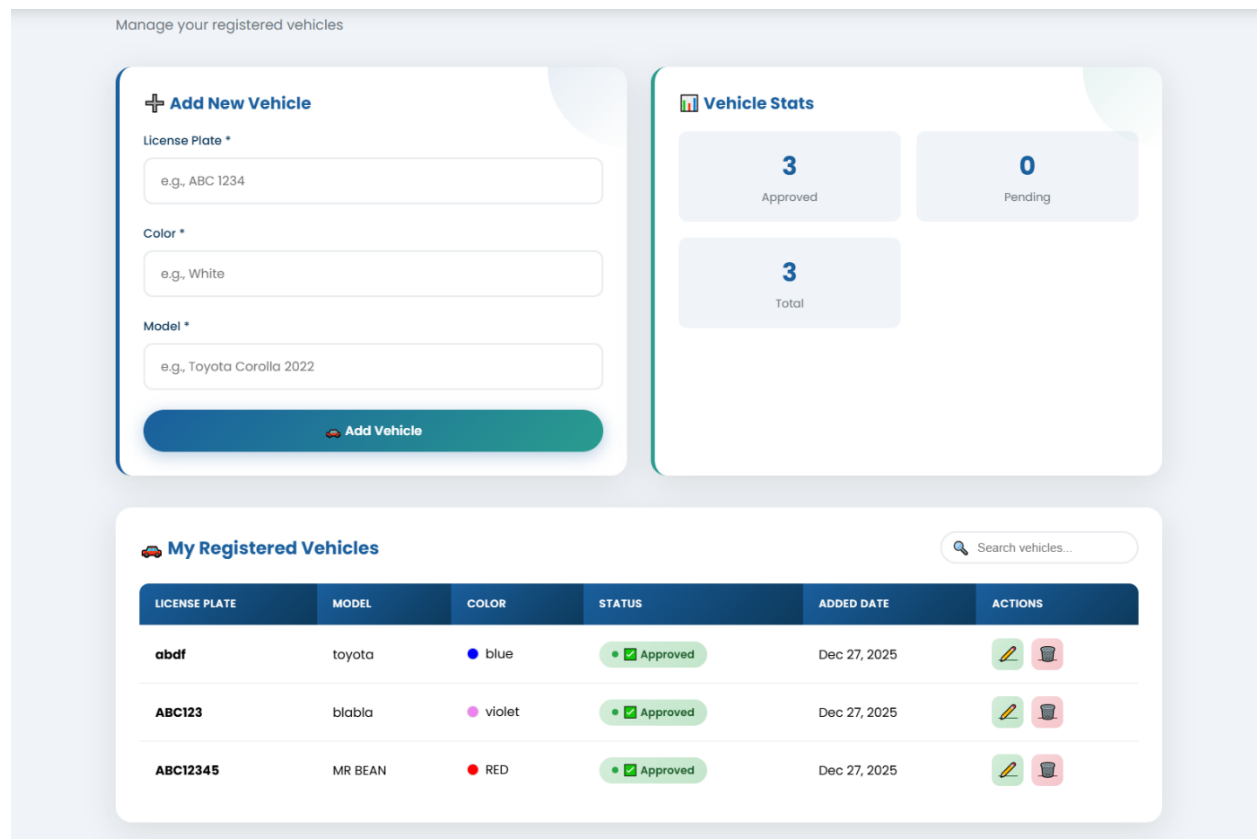 Manage your registered vehicles
➕ Add New Vehicle
License Plate *
e.g., ABC 1234
Color *
e.g., White
Model *
e.g., Toyota Corolla 2022
🚗 Add Vehicle
📊 Vehicle Stats
3
Approved
0
Pending
3
Total
🚗 My Registered Vehicles
🔍 Search vehicles...
LICENSE PLATE MODEL COLOR STATUS ADDED DATE ACTIONS
abdf toyota blue ✅ Approved Dec 27, 2025
ABC123 blabla violet ✅ Approved Dec 27, 2025
ABC12345 MR BEAN RED ✅ Approved Dec 27, 2025